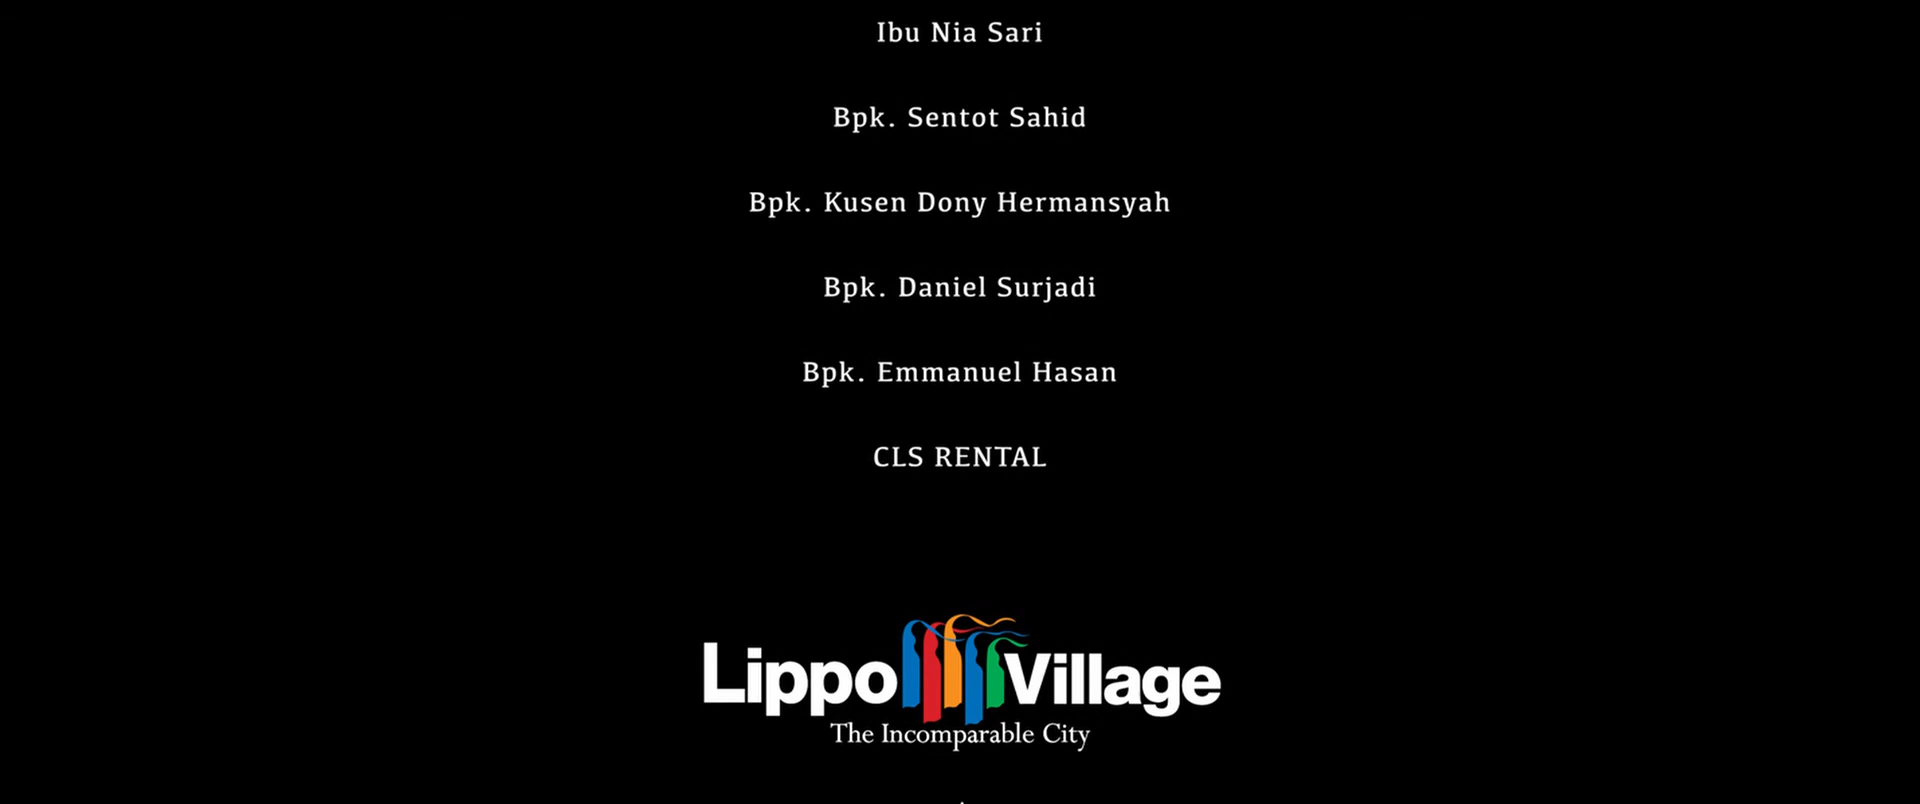 Ibu Nia Sari
Bpk. Sentot Sahid
Bpk. Kusen Dony Hermansyah
Bpk. Daniel Surjadi
Bpk. Emmanuel Hasan
CLS RENTAL
Lippo Village
The Incomparable City